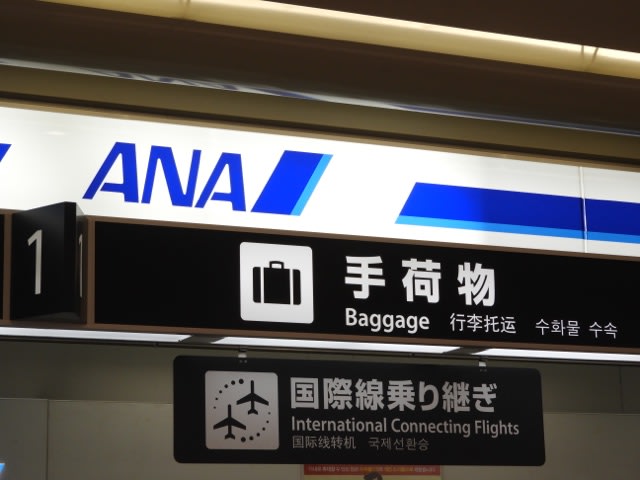 ANA
1
手荷物
Baggage 行李托运 수화물 수속
国際線乗り継ぎ
International Connecting Flights
国际线转机 국제선환승